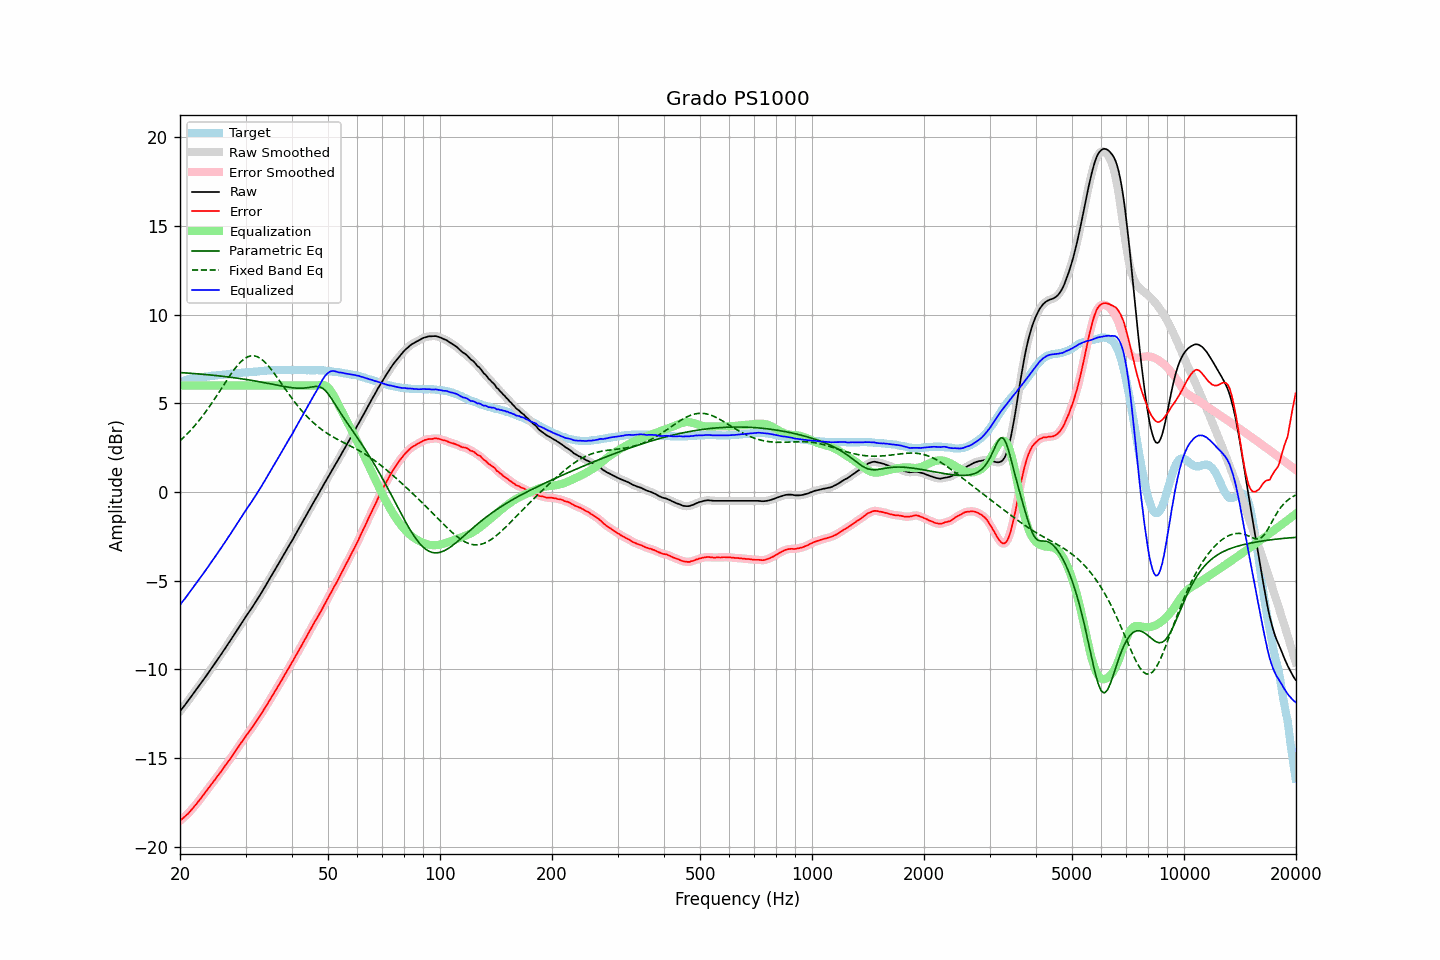 Grado PS1000
Target
Raw Smoothed
Error Smoothed
Raw
Error
Equalization
Parametric Eq
Fixed Band Eq
Equalized
Amplitude (dBr)
20
15
10
5
0
−5
−10
−15
−20
20
50
100
200
500
1000
2000
5000
10000
20000
Frequency (Hz)